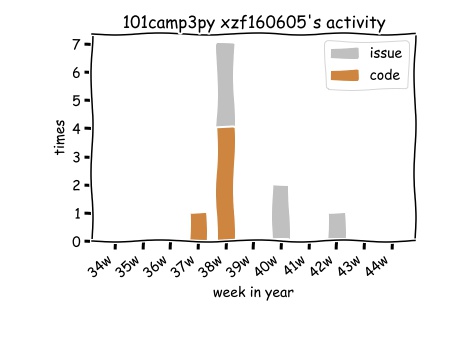 101camp3py xzf160605's activity
issue
code
times
7
6
5
4
3
2
1
0
34w 35w 36w 37w 38w 39w 40w 41w 42w 43w 44w
week in year